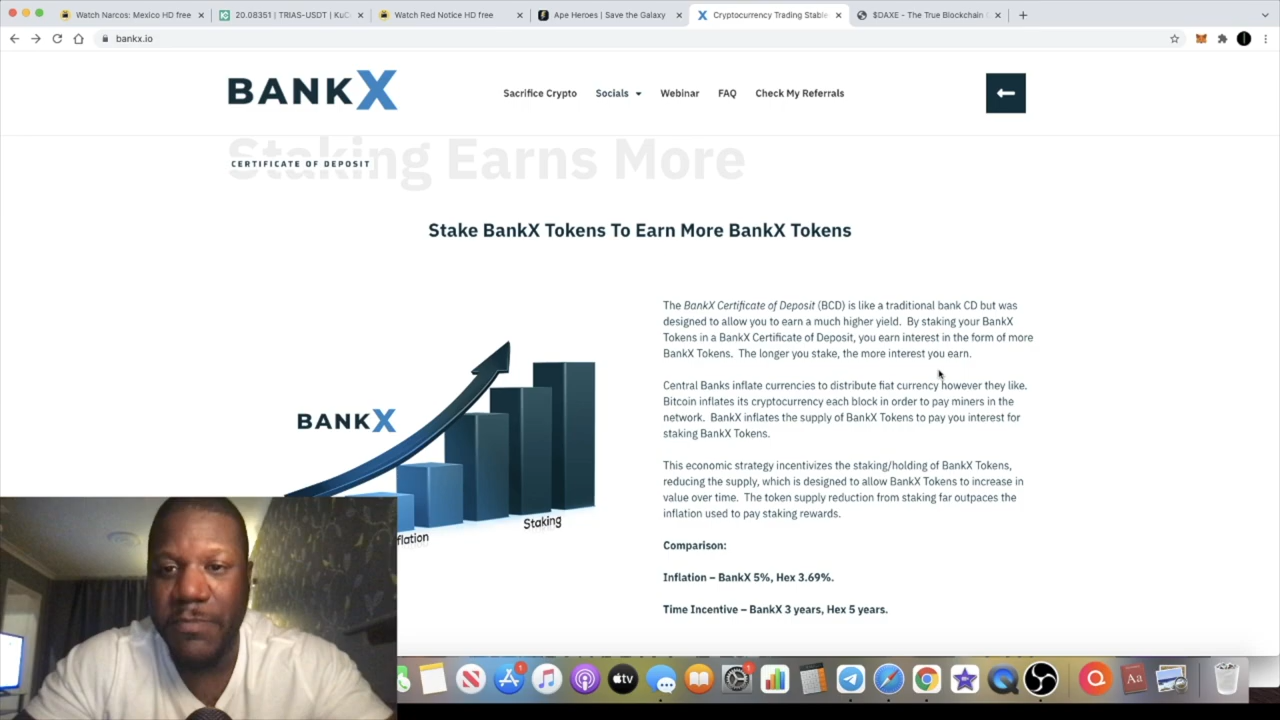 Watch Narcos: Mexico HD free
20.08351 | TRIAS-USDT | KuC
Watch Red Notice HD free
Ape Heroes | Save the Galaxy
Cryptocurrency Trading Stable
$DAXE - The True Blockchain
bankx.io
BANKX
Sacrifice Crypto
Socials
Webinar
FAQ
Check My Referrals
Staking Earns More
CERTIFICATE OF DEPOSIT
Stake BankX Tokens To Earn More BankX Tokens
The BankX Certificate of Deposit (BCD) is like a traditional bank CD but was
designed to allow you to earn a much higher yield. By staking your BankX
Tokens in a BankX Certificate of Deposit, you earn interest in the form of more
BankX Tokens. The longer you stake, the more interest you earn.
Central Banks inflate currencies to distribute fiat currency however they like.
Bitcoin inflates its cryptocurrency each block in order to pay miners in the
network. BankX inflates the supply of BankX Tokens to pay you interest for
staking BankX Tokens.
This economic strategy incentivizes the staking/holding of BankX Tokens,
reducing the supply, which is designed to allow BankX Tokens to increase in
value over time. The token supply reduction from staking far outpaces the
inflation used to pay staking rewards.
Comparison:
Inflation – BankX 5%, Hex 3.69%.
Time Incentive – BankX 3 years, Hex 5 years.
BANKX
flation
Staking
1
tv
1
Aa